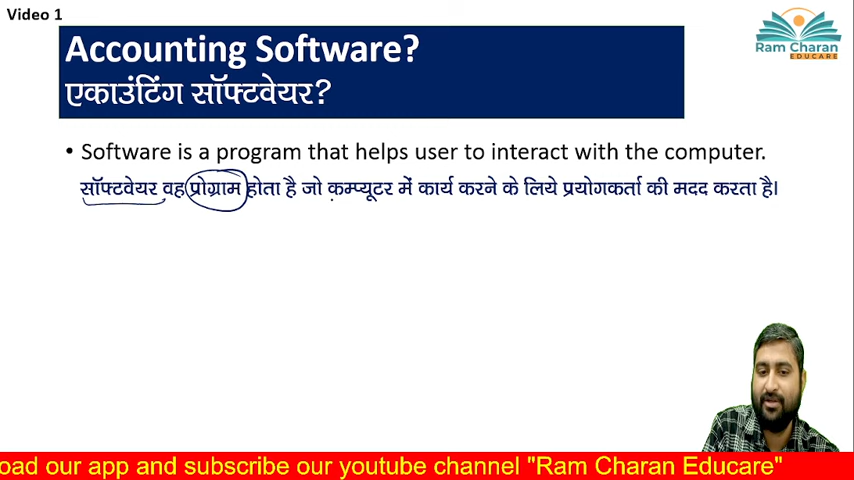 Video 1
Accounting Software?
एकाउंटिंग सॉफ्टवेयर?
Ram Charan
EDUCARE
• Software is a program that helps user to interact with the computer.
सॉफ्टवेयर वह प्रोग्राम होता है जो कम्प्यूटर में कार्य करने के लिये प्रयोगकर्ता की मदद करता है।
oad our app and subscribe our youtube channel "Ram Charan Educare"